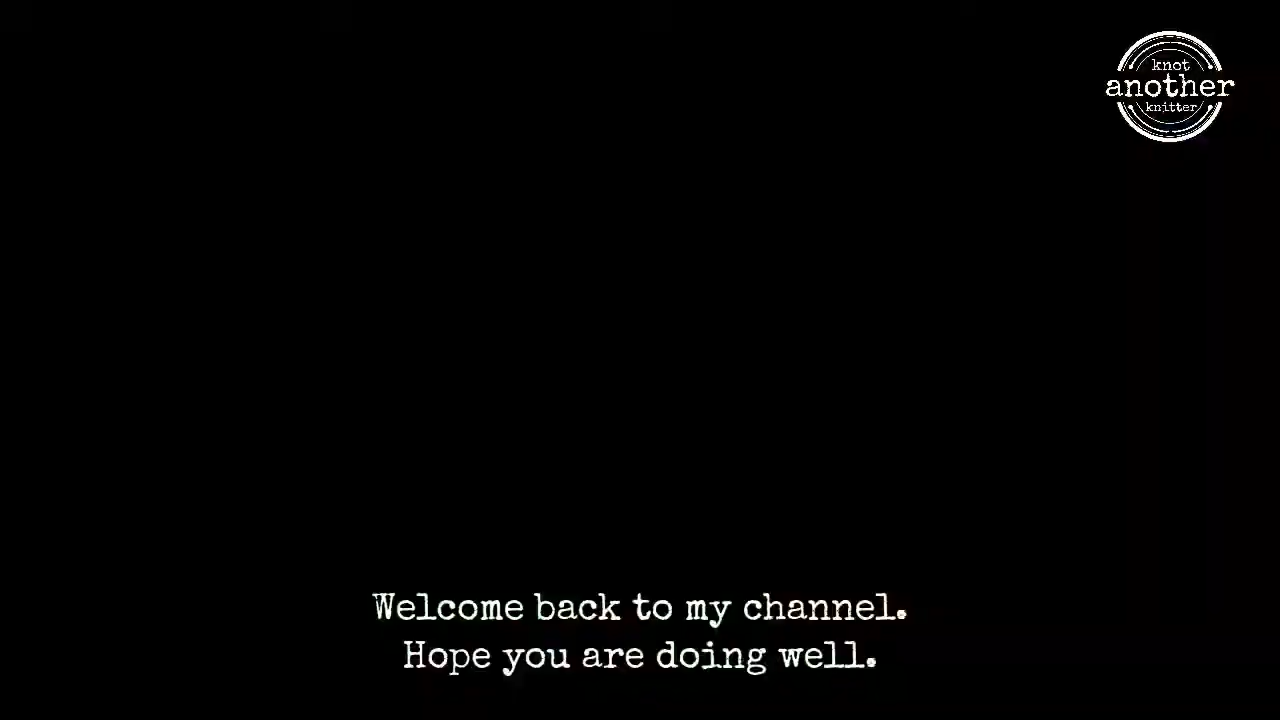 knot
another
knitter
Welcome back to my channel.
Hope you are doing well.